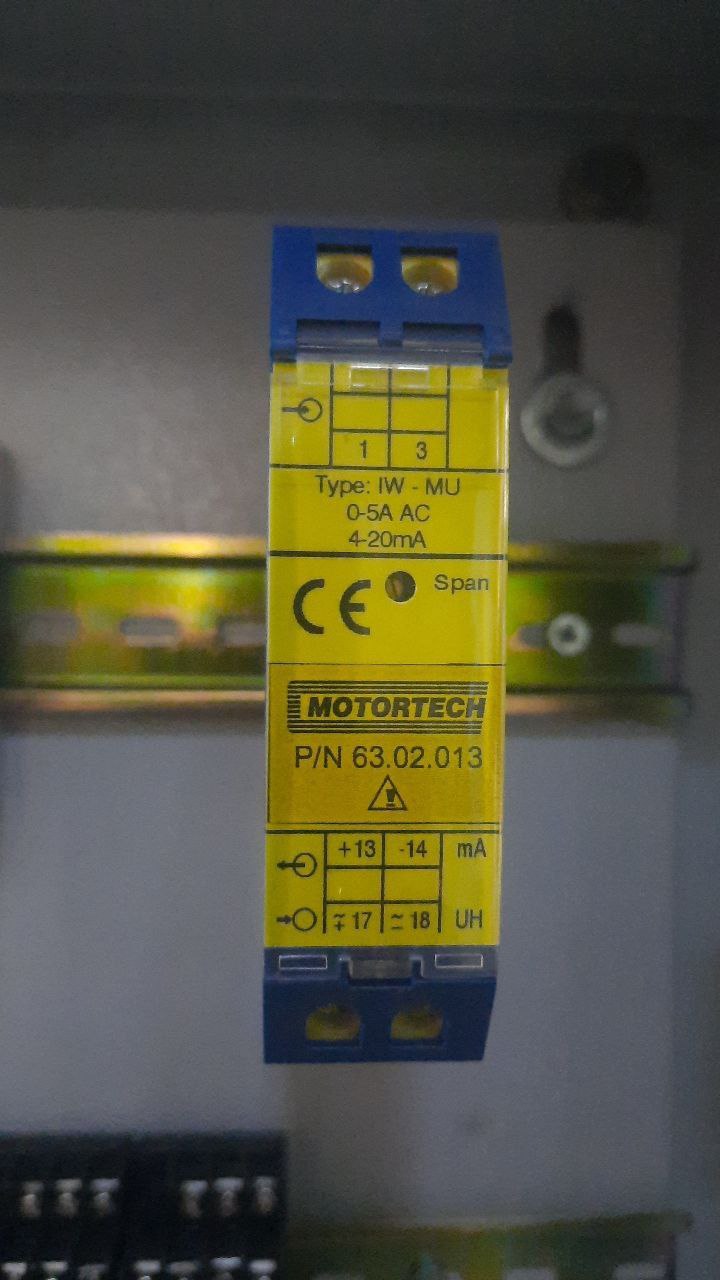 1 3
Type: IW - MU
0-5A AC
4-20mA
CE Span
MOTORTECH
P/N 63.02.013
+13 -14 mA
17 18 UH